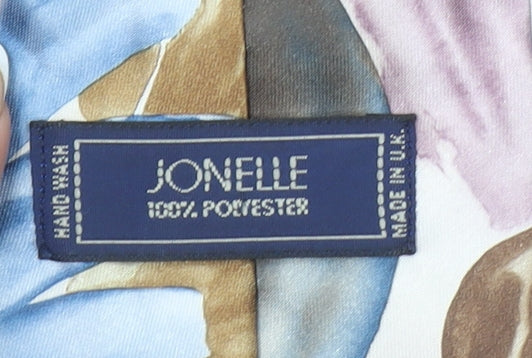 HAND WASH
JONELLE
100% POLYESTER
MADE IN U.K.